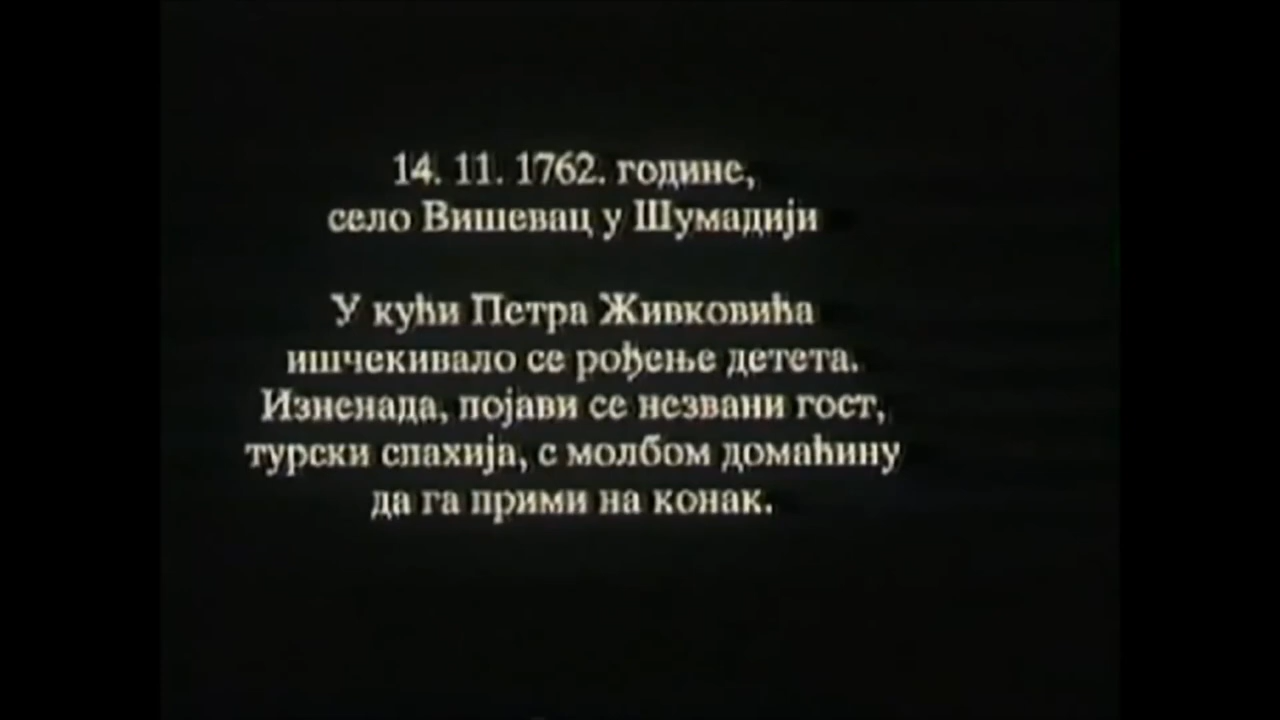 14. 11. 1762. године,
село Вишевац у Шумадији
У кући Петра Живковића
ишчекивало се рођење детета.
Изненада, појави се незвани гост,
турски спахија, с молбом домаћину
да га прими на конак.